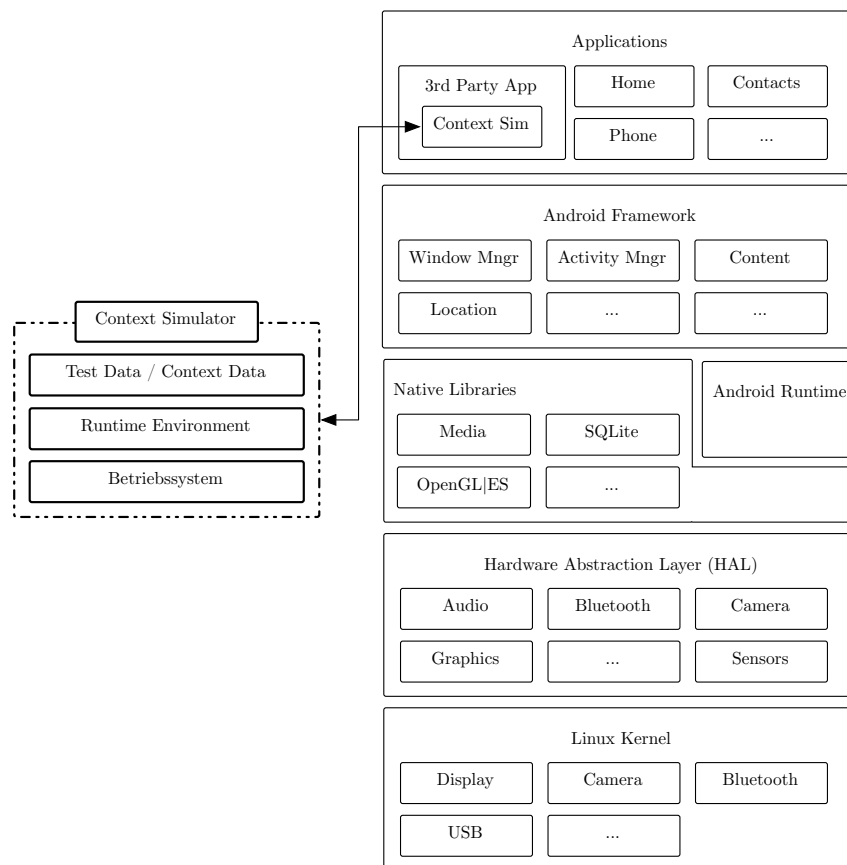 Applications
3rd Party App
Home
Contacts
Context Sim
Phone
...
Android Framework
Window Mngr
Activity Mngr
Content
Location
...
...
Context Simulator
Test Data / Context Data
Runtime Environment
Betriebssystem
Native Libraries
Android Runtime
Media
SQLite
OpenGL|ES
...
Hardware Abstraction Layer (HAL)
Audio
Bluetooth
Camera
Graphics
...
Sensors
Linux Kernel
Display
Camera
Bluetooth
USB
...